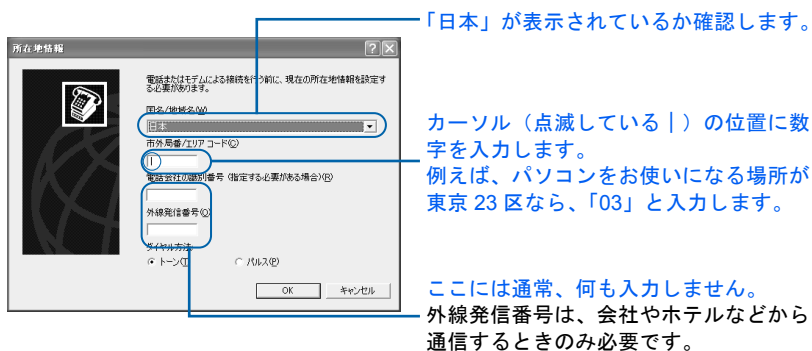 「日本」が表示されているか確認します。
所在地情報
電話またはモデムによる接続を行う前に、現在の所在地情報を設定す
る必要があります。
国名/地域名(W)
日本
市外局番/エリア コード(C)
カーソル（点滅している｜）の位置に数
字を入力します。
例えば、パソコンをお使いになる場所が
東京 23 区なら、「03」と入力します。
電話会社の識別番号 (指定する必要がある場合)(R)
外線発信番号(O)
ダイヤル方法:
トーン(T)
パルス(P)
OK
キャンセル
ここには通常、何も入力しません。
外線発信番号は、会社やホテルなどから
通信するときのみ必要です。